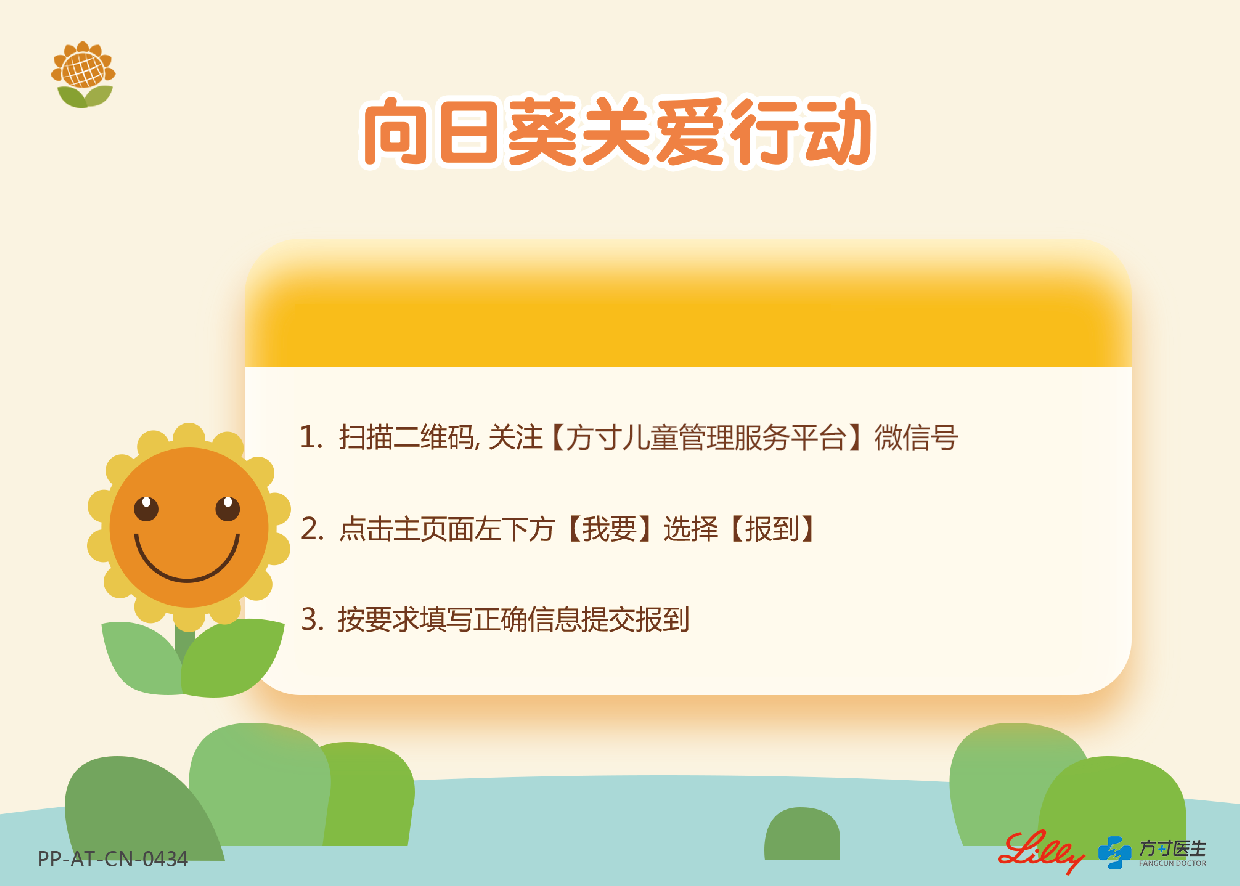 向日葵关爱行动
1. 扫描二维码, 关注【方寸儿童管理服务平台】微信号
2. 点击主页面左下方【我要】选择【报到】
3. 按要求填写正确信息提交报到
PP-AT-CN-0434
Lilly
方寸医生
FANGCUN DOCTOR